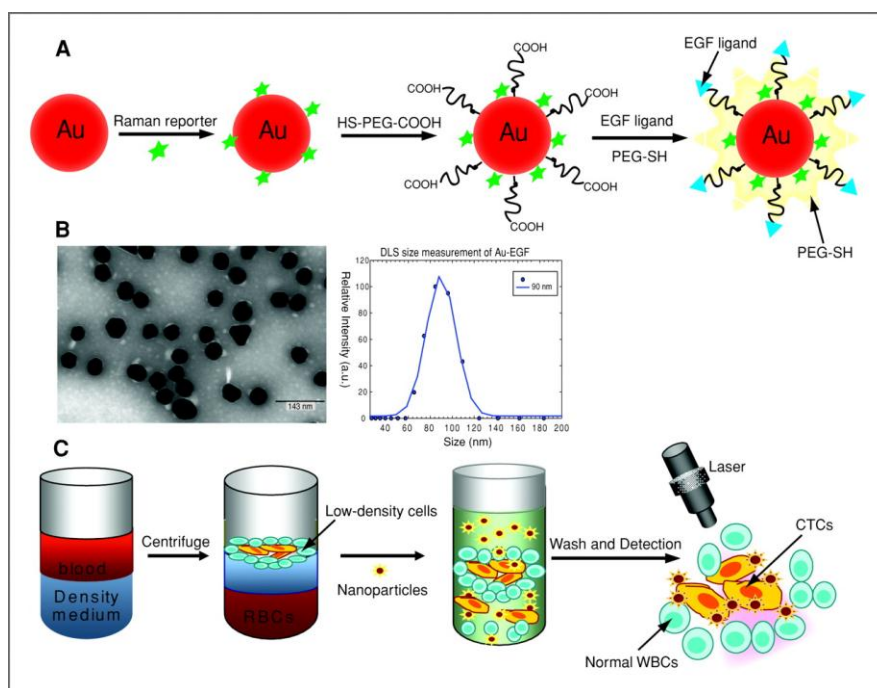 A
Au
Raman reporter
Au
HS-PEG-COOH
COOH
COOH
COOH
COOH
COOH
COOH
Au
EGF ligand
PEG-SH
EGF ligand
Au
PEG-SH
B
143 nm
DLS size measurement of Au-EGF
Relative Intensity (a.u.)
120
100
80
60
40
20
0
40 60 80 100 120 140 160 180 200
Size (nm)
90 nm
C
blood
Density
medium
Centrifuge
Low-density cells
RBCs
Nanoparticles
Wash and Detection
Laser
CTCs
Normal WBCs